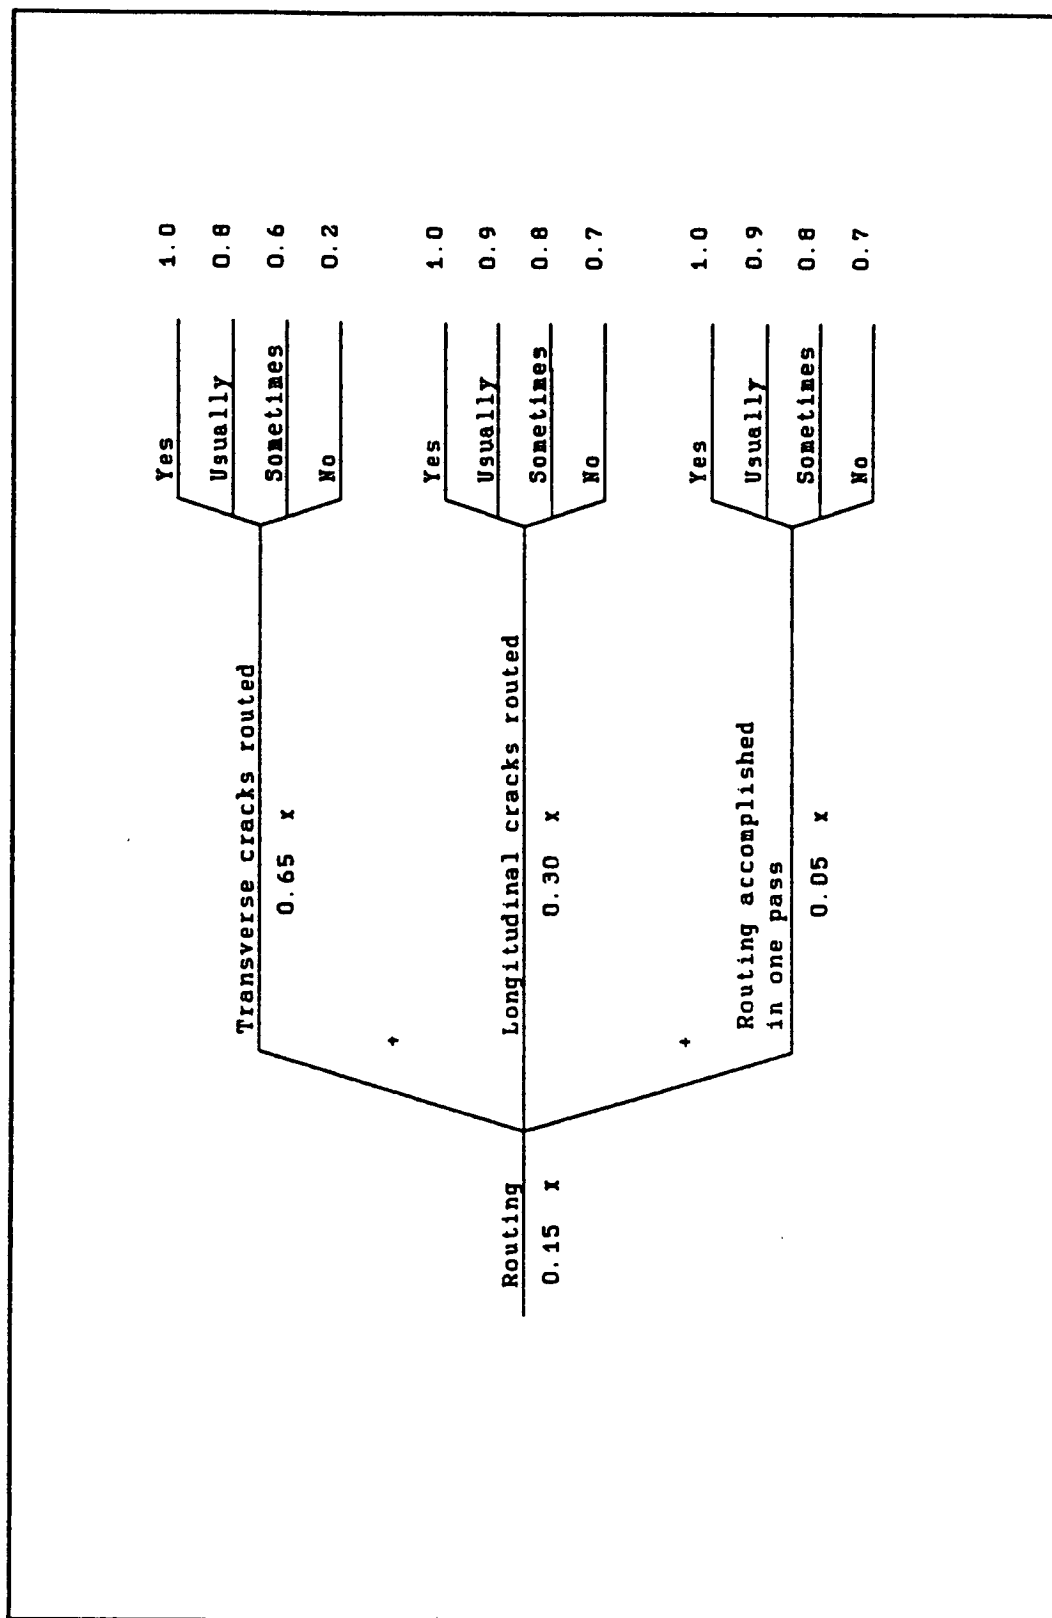 Transverse cracks routed
0.65 x
Yes 1.0
Usually 0.8
Sometimes 0.6
No 0.2
+
Routing
0.15 x
Longitudinal cracks routed
0.30 x
Yes 1.0
Usually 0.9
Sometimes 0.8
No 0.7
+
Routing accomplished
in one pass
0.05 x
Yes 1.0
Usually 0.9
Sometimes 0.8
No 0.7